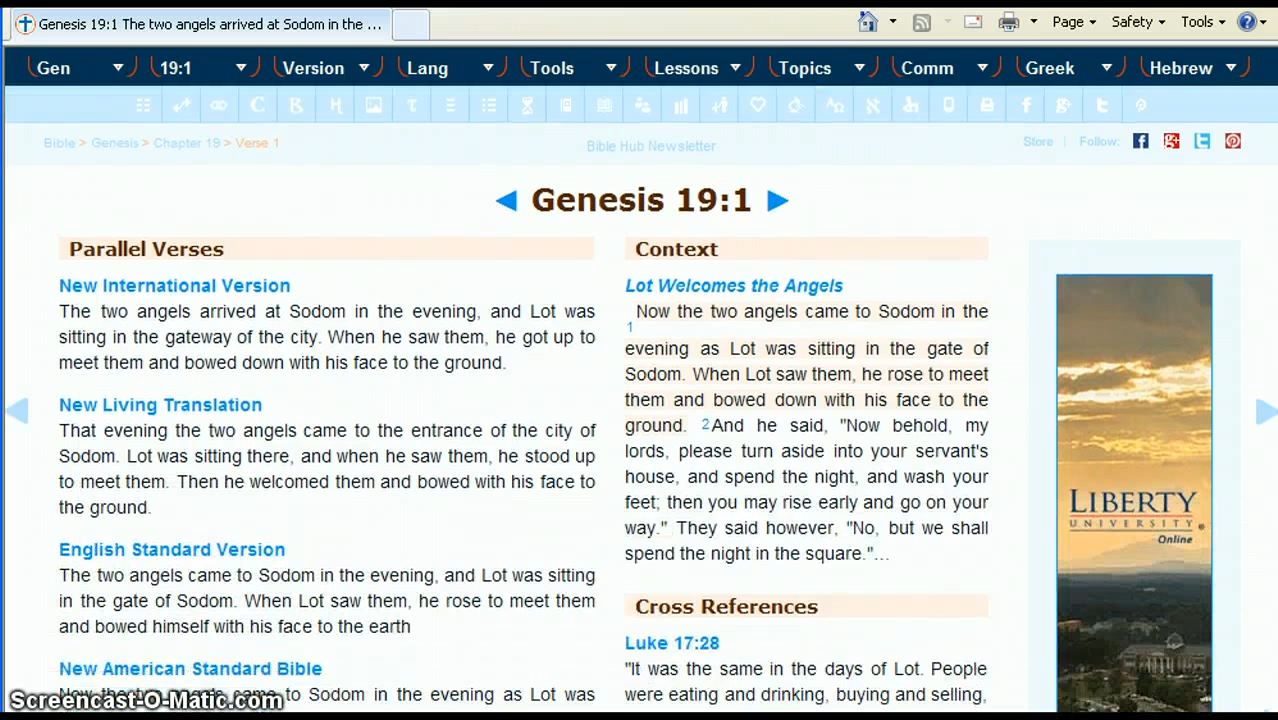 Genesis 19:1 The two angels arrived at Sodom in the ...
Page
Safety
Tools
Gen
19:1
Version
Lang
Tools
Lessons
Topics
Comm
Greek
Hebrew
Bible > Genesis > Chapter 19 > Verse 1
Bible Hub Newsletter
Store | Follow:
◄ Genesis 19:1 ►
Parallel Verses
New International Version
The two angels arrived at Sodom in the evening, and Lot was
sitting in the gateway of the city. When he saw them, he got up to
meet them and bowed down with his face to the ground.
New Living Translation
That evening the two angels came to the entrance of the city of
Sodom. Lot was sitting there, and when he saw them, he stood up
to meet them. Then he welcomed them and bowed with his face to
the ground.
English Standard Version
The two angels came to Sodom in the evening, and Lot was sitting
in the gate of Sodom. When Lot saw them, he rose to meet them
and bowed himself with his face to the earth
New American Standard Bible
Now the two angels came to Sodom in the evening as Lot was
Context
Lot Welcomes the Angels
1 Now the two angels came to Sodom in the
evening as Lot was sitting in the gate of
Sodom. When Lot saw them, he rose to meet
them and bowed down with his face to the
ground. 2 And he said, "Now behold, my
lords, please turn aside into your servant's
house, and spend the night, and wash your
feet; then you may rise early and go on your
way." They said however, "No, but we shall
spend the night in the square."...
Cross References
Luke 17:28
"It was the same in the days of Lot. People
were eating and drinking, buying and selling,
LIBERTY
UNIVERSITY
Online
Screencast-O-Matic.com